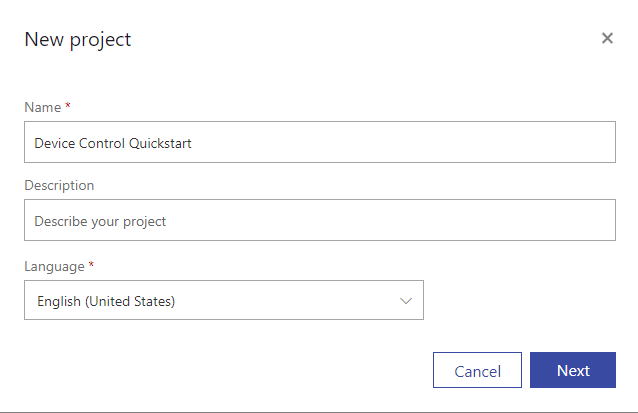 New project
Name *
Device Control Quickstart
Description
Describe your project
Language *
English (United States)
Cancel
Next